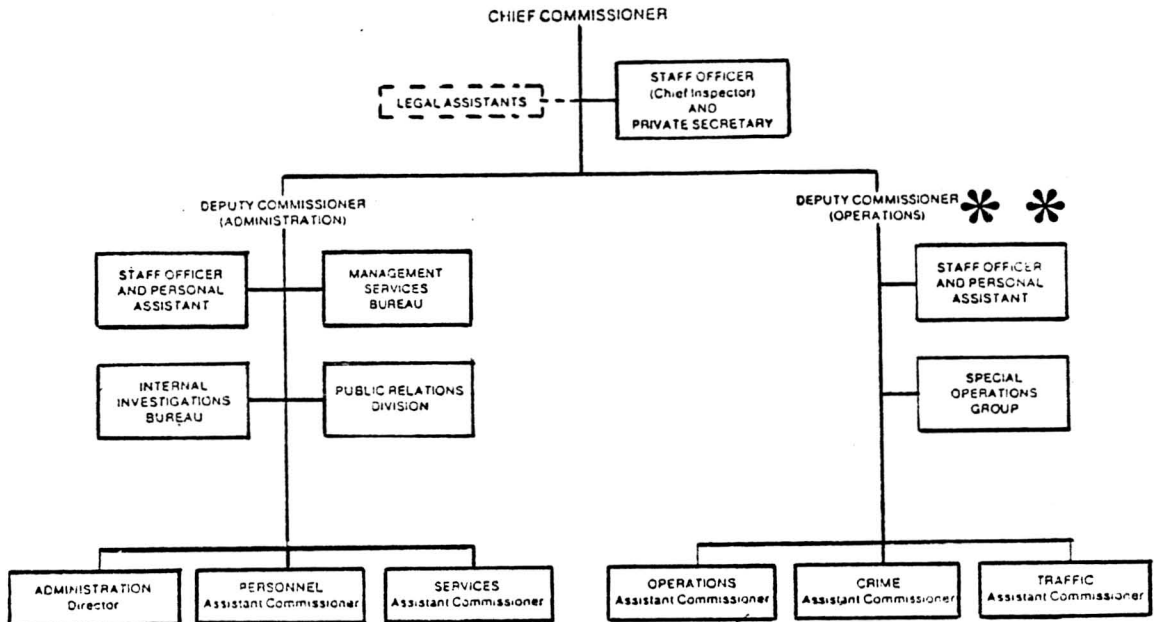 CHIEF COMMISSIONER
LEGAL ASSISTANTS
STAFF OFFICER
(Chief Inspector)
AND
PRIVATE SECRETARY
DEPUTY COMMISSIONER
(ADMINISTRATION)
DEPUTY COMMISSIONER
(OPERATIONS) * *
STAFF OFFICER
AND PERSONAL
ASSISTANT
MANAGEMENT
SERVICES
BUREAU
STAFF OFFICER
AND PERSONAL
ASSISTANT
INTERNAL
INVESTIGATIONS
BUREAU
PUBLIC RELATIONS
DIVISION
SPECIAL
OPERATIONS
GROUP
ADMINISTRATION
Director
PERSONNEL
Assistant Commissioner
SERVICES
Assistant Commissioner
OPERATIONS
Assistant Commissioner
CRIME
Assistant Commissioner
TRAFFIC
Assistant Commissioner